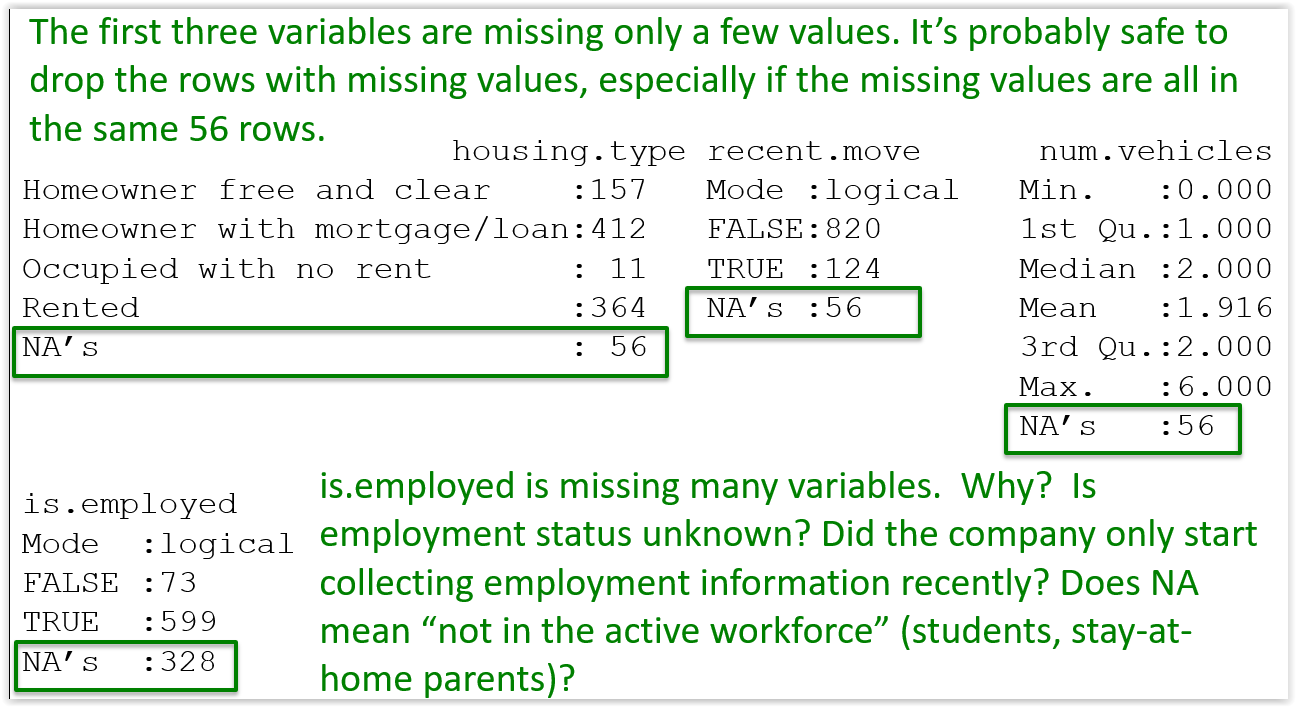 The first three variables are missing only a few values. It’s probably safe to
drop the rows with missing values, especially if the missing values are all in
the same 56 rows.
housing.type recent.move num.vehicles
Homeowner free and clear :157 Mode :logical Min. :0.000
Homeowner with mortgage/loan:412 FALSE:820 1st Qu.:1.000
Occupied with no rent : 11 TRUE :124 Median :2.000
Rented :364 NA’s :56 Mean :1.916
NA’s : 56 3rd Qu.:2.000
Max. :6.000
NA’s :56
is.employed
Mode :logical
FALSE :73
TRUE :599
NA’s :328
is.employed is missing many variables. Why? Is
employment status unknown? Did the company only start
collecting employment information recently? Does NA
mean “not in the active workforce” (students, stay-at-
home parents)?